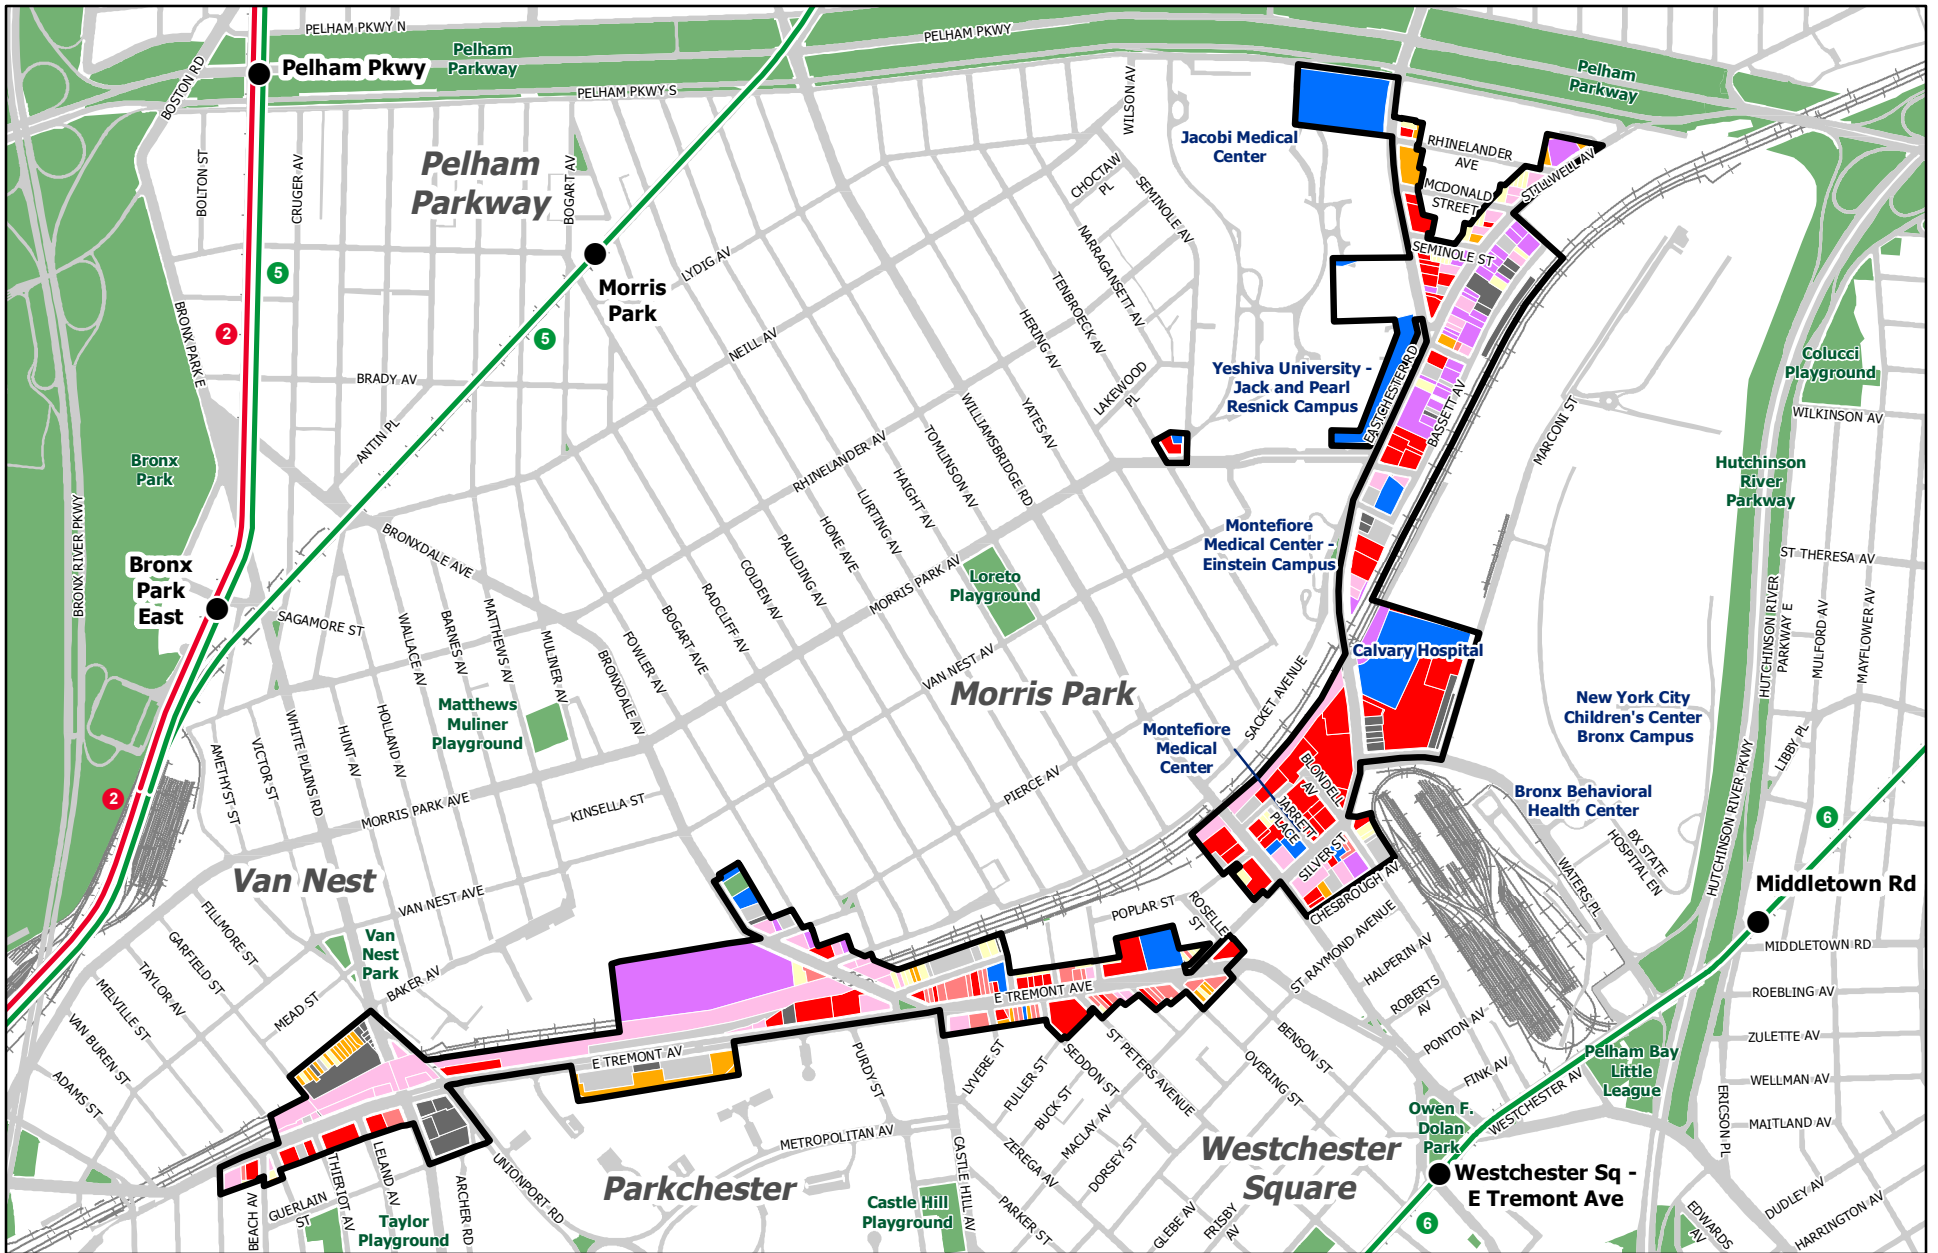 PELHAM PKWY N
Pelham
Parkway
PELHAM PKWY
Pelham
Parkway
BOSTON RD
Pelham Pkwy
PELHAM PKWY S
WILSON AV
Jacobi Medical
Center
RHINELANDER
AVE
MCDONALD
STREET
STILLWELL AV
SEMINOLE ST
BOLTON ST
CRUGER AV
Pelham
Parkway
BOGART AV
CHOCTAW
PL
SEMINOLE AV
NARRAGANSETT AV
TENBROECK AV
HERING AV
LYDIG AV
Morris
Park
5
2
5
BRONX PARK E
NEILL AV
BRADY AV
ANTIN PL
LAKEWOOD
PL
Yeshiva University -
Jack and Pearl
Resnick Campus
EASTCHESTER RD
BASSETT AV
MARCONI ST
Colucci
Playground
WILKINSON AV
Hutchinson
River
Parkway
Bronx
Park
BRONX RIVER PKWY
WILLIAMSBRIDGE RD
YATES AV
TOMLINSON AV
HAIGHT AV
LURTING AV
HONE AVE
PAULDING AV
COLDEN AV
RADCLIFF AV
BOGART AVE
FOWLER AV
RHINELANDER AV
MORRIS PARK AV
Loreto
Playground
Montefiore
Medical Center -
Einstein Campus
BRONXDALE AVE
Bronx
Park
East
SAGAMORE ST
WALLACE AV
BARNES AV
MATTHEWS AV
MULINER AV
BRONXDALE AV
ST THERESA AV
HUTCHINSON RIVER
PARKWAY E
MULFORD AV
MAYFLOWER AV
Calvary Hospital
VAN NEST AV
Morris Park
SACKET AVENUE
Matthews
Muliner
Playground
HOLLAND AV
HUNT AV
WHITE PLAINS RD
VICTOR ST
AMETHYST ST
New York City
Children's Center
Bronx Campus
Montefiore
Medical
Center
HUTCHINSON RIVER PKWY
LIBBY PL
BLONDELL
AV
JARRETT
PLACE
SILVER ST
CHESBROUGH AV
PIERCE AV
KINSELLA ST
MORRIS PARK AVE
2
Bronx Behavioral
Health Center
BX STATE
HOSPITAL EN
WATERS PL
6
Middletown Rd
Van Nest
VAN NEST AVE
FILLMORE ST
GARFIELD ST
TAYLOR AV
MELVILLE ST
VAN BUREN ST
ADAMS ST
MEAD ST
Van
Nest
Park
BAKER AV
POPLAR ST
ROSELLE
ST
ST RAYMOND AVENUE
HALPERIN AV
ROBERTS
AV
PONTON AV
FINK AV
MIDDLETOWN RD
ROEBLING AV
ZULETTE AV
WELLMAN AV
MAITLAND AV
E TREMONT AVE
E TREMONT AV
PURDY ST
LYVERE ST
FULLER ST
BUCK ST
SEDDON ST
ST PETERS AVENUE
MACLAY AV
DORSEY ST
ZEREGA AV
PARKER ST
OVERING ST
BENSON ST
WESTCHESTER AV
Pelham Bay
Little
League
Owen F.
Dolan
Park
ERICSON PL
METROPOLITAN AV
CASTLE HILL AV
Westchester
Square
Westchester Sq -
E Tremont Ave
Parkchester
UNIONPORT RD
ARCHER RD
LELAND AV
THIERIOT AV
GUERLAIN
ST
BEACH AV
Taylor
Playground
Castle Hill
Playground
GLEBE AV
FRISBY
AV
6
EDWARDS
AV
DUDLEY AV
HARRINGTON AV